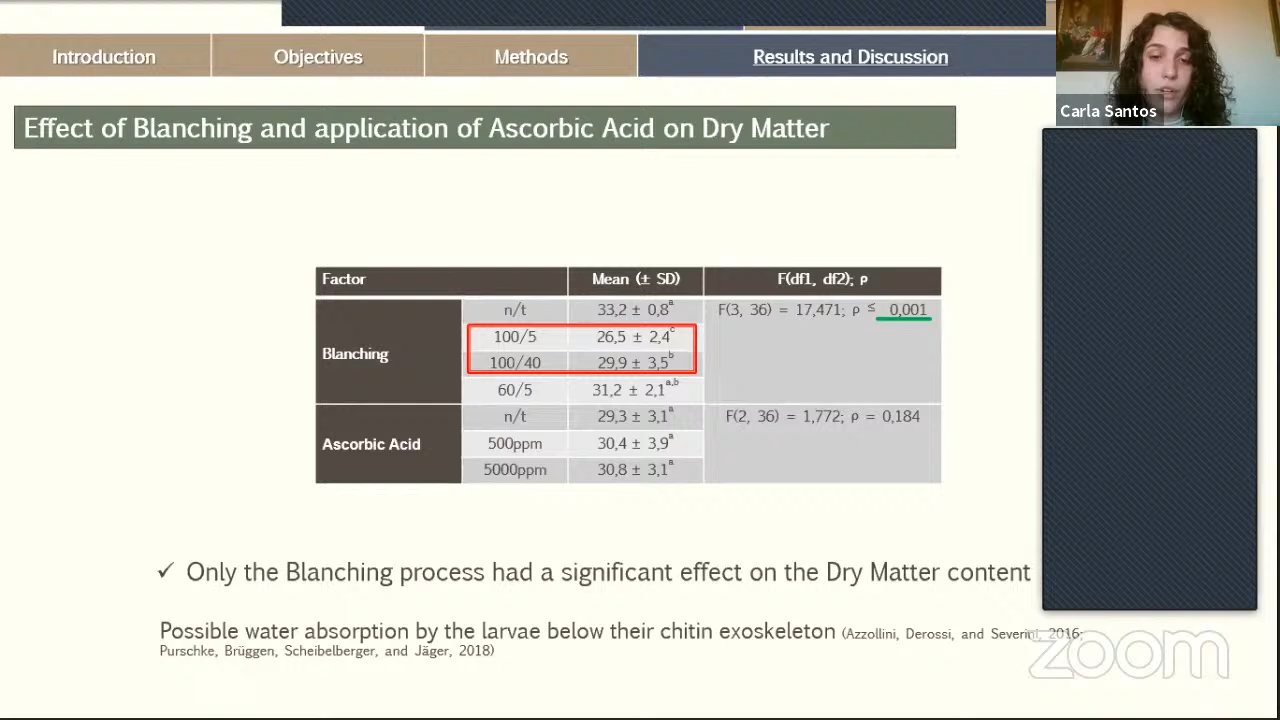 Introduction
Objectives
Methods
Results and Discussion
Carla Santos
Effect of Blanching and application of Ascorbic Acid on Dry Matter
Factor Mean (± SD) F(df1, df2); ρ
Blanching
n/t 33,2 ± 0,8ᵃ F(3, 36) = 17,471; ρ ≤ 0,001
100/5 26,5 ± 2,4ᶜ
100/40 29,9 ± 3,5ᵇ
60/5 31,2 ± 2,1ᵃ,ᵇ
Ascorbic Acid
n/t 29,3 ± 3,1ᵃ F(2, 36) = 1,772; ρ = 0,184
500ppm 30,4 ± 3,9ᵃ
5000ppm 30,8 ± 3,1ᵃ
✓ Only the Blanching process had a significant effect on the Dry Matter content
Possible water absorption by the larvae below their chitin exoskeleton (Azzollini, Derossi, and Severini, 2016;
Purschke, Brüggen, Scheibelberger, and Jäger, 2018)
zoom